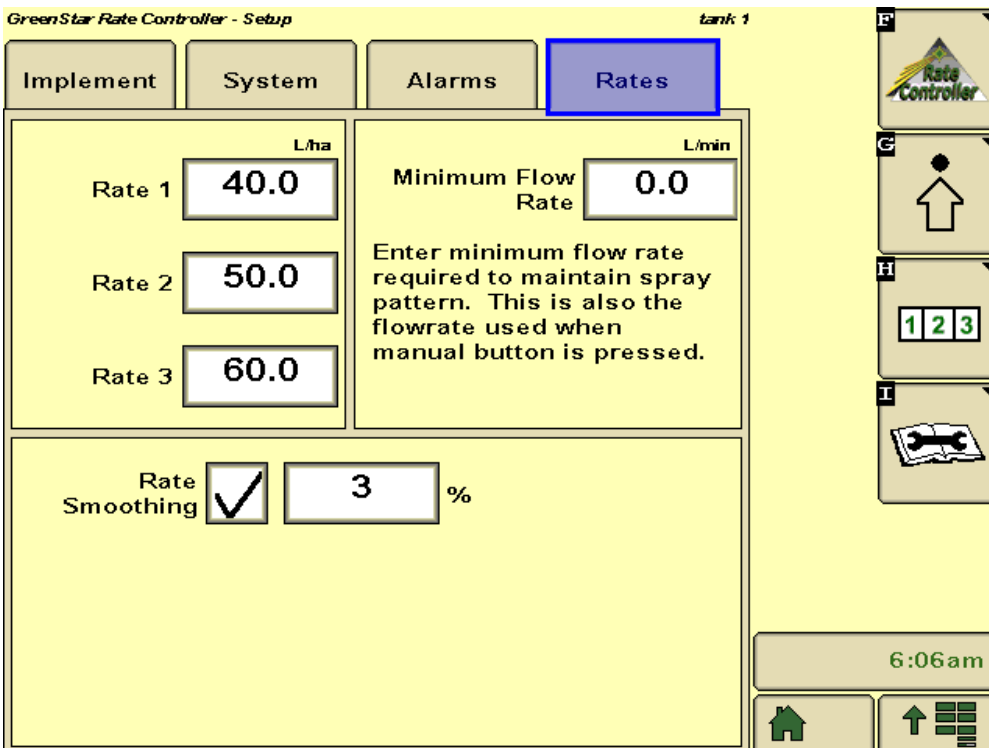 GreenStar Rate Controller - Setup
tank 1
Implement
System
Alarms
Rates
L/ha
Rate 1
40.0
Rate 2
50.0
Rate 3
60.0
L/min
Minimum Flow
Rate
0.0
Enter minimum flow rate
required to maintain spray
pattern. This is also the
flowrate used when
manual button is pressed.
Rate
Smoothing
3
%
F
Rate
Controller
G
H
1 2 3
I
6:06am